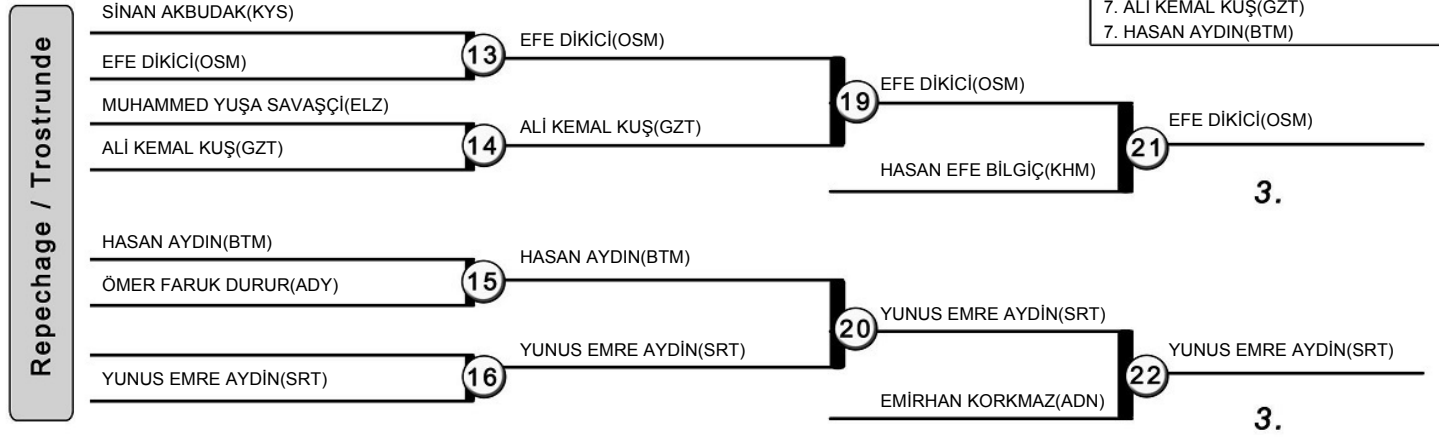 Repechage / Trostrunde
7. ALİ KEMAL KUŞ(GZT)
7. HASAN AYDIN(BTM)
SİNAN AKBUDAK(KYS)
EFE DİKİCİ(OSM)
13
EFE DİKİCİ(OSM)
MUHAMMED YUŞA SAVAŞÇİ(ELZ)
ALİ KEMAL KUŞ(GZT)
14
ALİ KEMAL KUŞ(GZT)
19
EFE DİKİCİ(OSM)
HASAN EFE BİLGİÇ(KHM)
21
EFE DİKİCİ(OSM)
3.
HASAN AYDIN(BTM)
ÖMER FARUK DURUR(ADY)
15
HASAN AYDIN(BTM)
YUNUS EMRE AYDİN(SRT)
16
YUNUS EMRE AYDİN(SRT)
20
YUNUS EMRE AYDİN(SRT)
EMİRHAN KORKMAZ(ADN)
22
YUNUS EMRE AYDİN(SRT)
3.